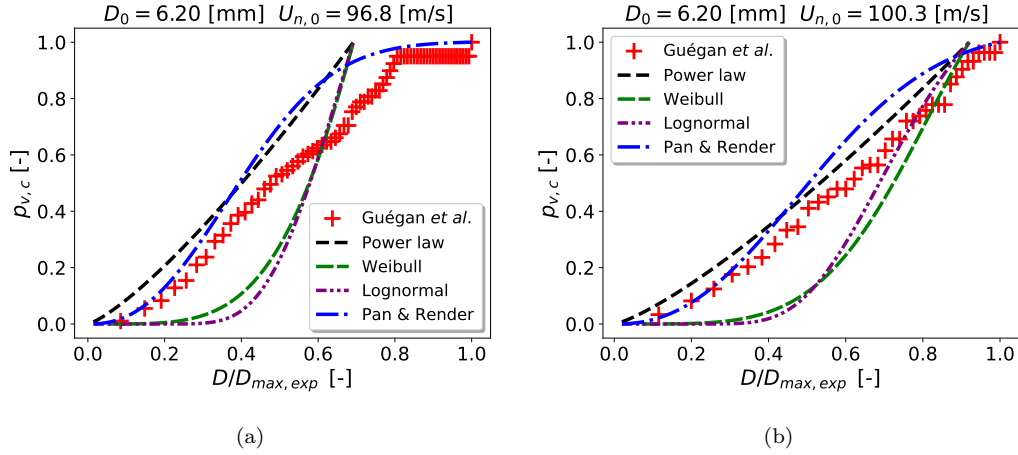 D₀ = 6.20 [mm]  Uₙ,₀ = 96.8 [m/s]
1.0
0.8
0.6
0.4
0.2
0.0
p_{v,c} [-]
Guégan et al.
Power law
Weibull
Lognormal
Pan & Render
0.0 0.2 0.4 0.6 0.8 1.0
D/D_{max,exp} [-]
(a)
D₀ = 6.20 [mm]  Uₙ,₀ = 100.3 [m/s]
1.0
0.8
0.6
0.4
0.2
0.0
p_{v,c} [-]
Guégan et al.
Power law
Weibull
Lognormal
Pan & Render
0.0 0.2 0.4 0.6 0.8 1.0
D/D_{max,exp} [-]
(b)